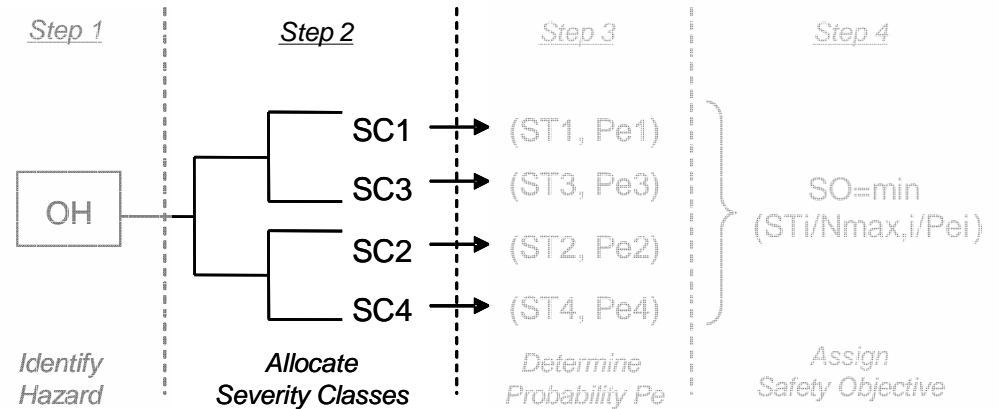 Step 1
Step 2
Step 3
Step 4
OH
SC1
SC3
SC2
SC4
(ST1, Pe1)
(ST3, Pe3)
(ST2, Pe2)
(ST4, Pe4)
SO=min
(STi/Nmax,i/Pei)
Identify
Hazard
Allocate
Severity Classes
Determine
Probability Pe
Assign
Safety Objective